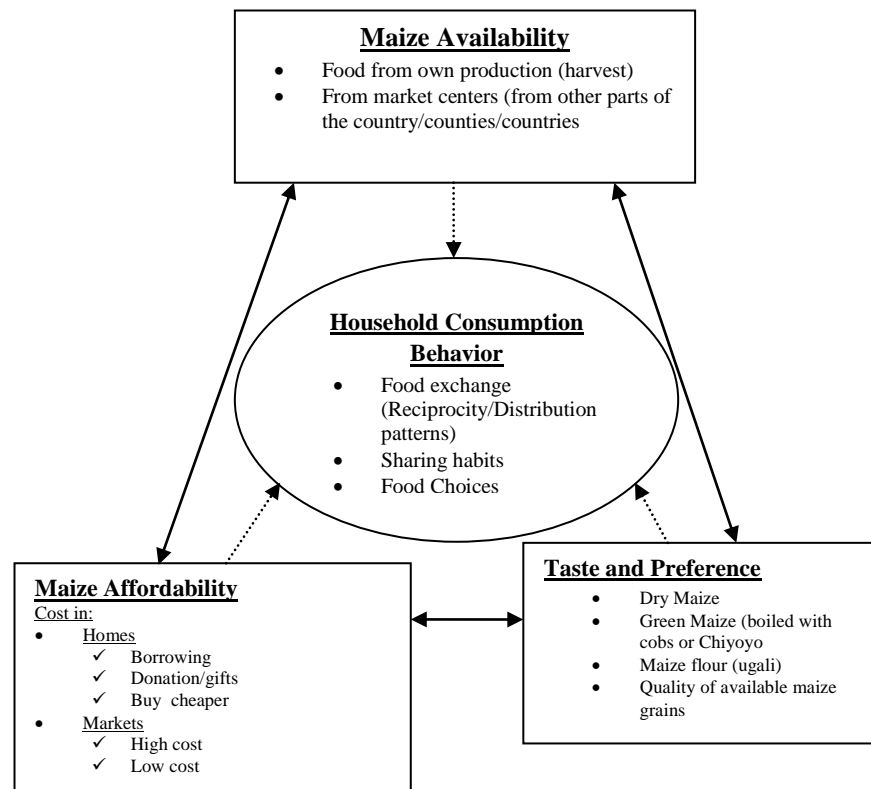 Maize Availability
• Food from own production (harvest)
• From market centers (from other parts of
the country/counties/countries
Household Consumption
Behavior
• Food exchange
(Reciprocity/Distribution
patterns)
• Sharing habits
• Food Choices
Maize Affordability
Cost in:
• Homes
✓ Borrowing
✓ Donation/gifts
✓ Buy cheaper
• Markets
✓ High cost
✓ Low cost
Taste and Preference
• Dry Maize
• Green Maize (boiled with
cobs or Chiyoyo
• Maize flour (ugali)
• Quality of available maize
grains